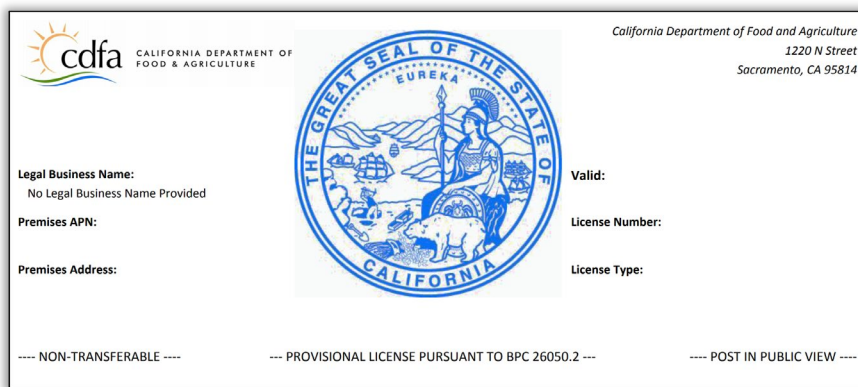 cdfa
CALIFORNIA DEPARTMENT OF
FOOD & AGRICULTURE
California Department of Food and Agriculture
1220 N Street
Sacramento, CA 95814
THE GREAT SEAL OF THE STATE OF CALIFORNIA
EUREKA
Legal Business Name:
No Legal Business Name Provided
Premises APN:
Premises Address:
Valid:
License Number:
License Type:
---- NON-TRANSFERABLE ----
--- PROVISIONAL LICENSE PURSUANT TO BPC 26050.2 ---
---- POST IN PUBLIC VIEW ----